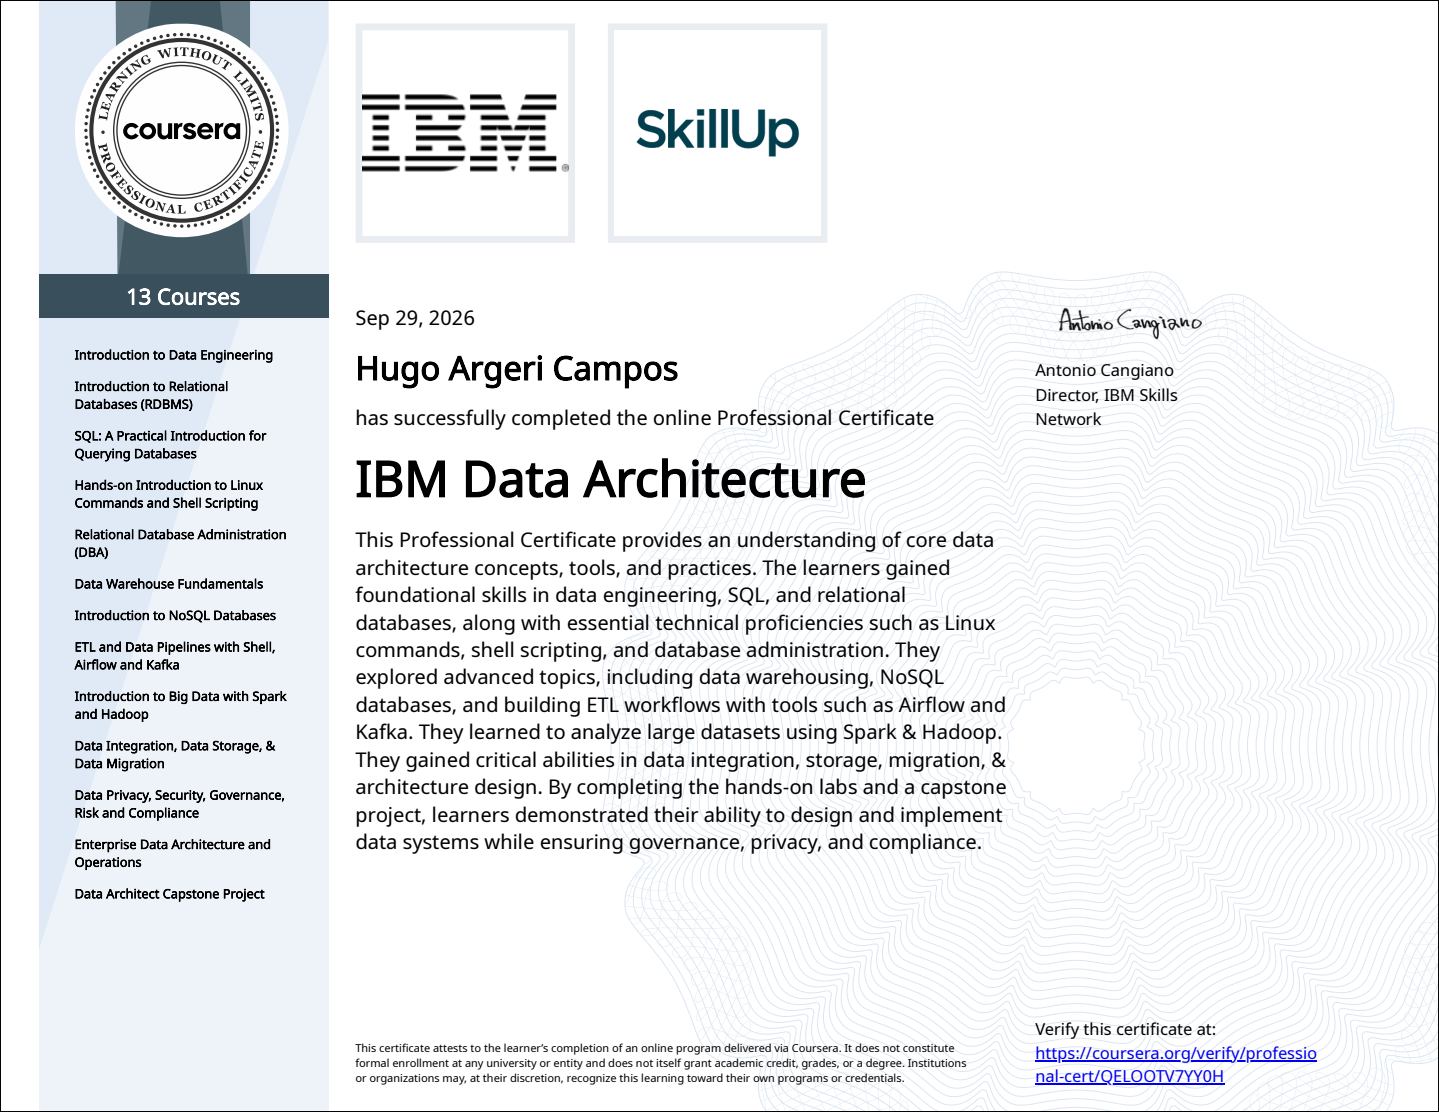 LEARNING WITHOUT LIMITS
coursera
PROFESSIONAL CERTIFICATE
IBM
SkillUp
13 Courses
Introduction to Data Engineering
Introduction to Relational
Databases (RDBMS)
SQL: A Practical Introduction for
Querying Databases
Hands-on Introduction to Linux
Commands and Shell Scripting
Relational Database Administration
(DBA)
Data Warehouse Fundamentals
Introduction to NoSQL Databases
ETL and Data Pipelines with Shell,
Airflow and Kafka
Introduction to Big Data with Spark
and Hadoop
Data Integration, Data Storage, &
Data Migration
Data Privacy, Security, Governance,
Risk and Compliance
Enterprise Data Architecture and
Operations
Data Architect Capstone Project
Sep 29, 2026
Hugo Argeri Campos
has successfully completed the online Professional Certificate
IBM Data Architecture
This Professional Certificate provides an understanding of core data
architecture concepts, tools, and practices. The learners gained
foundational skills in data engineering, SQL, and relational
databases, along with essential technical proficiencies such as Linux
commands, shell scripting, and database administration. They
explored advanced topics, including data warehousing, NoSQL
databases, and building ETL workflows with tools such as Airflow and
Kafka. They learned to analyze large datasets using Spark & Hadoop.
They gained critical abilities in data integration, storage, migration, &
architecture design. By completing the hands-on labs and a capstone
project, learners demonstrated their ability to design and implement
data systems while ensuring governance, privacy, and compliance.
Antonio Cangiano
Antonio Cangiano
Director, IBM Skills
Network
This certificate attests to the learner's completion of an online program delivered via Coursera. It does not constitute
formal enrollment at any university or entity and does not itself grant academic credit, grades, or a degree. Institutions
or organizations may, at their discretion, recognize this learning toward their own programs or credentials.
Verify this certificate at:
https://coursera.org/verify/professio
nal-cert/QELOOTV7YY0H